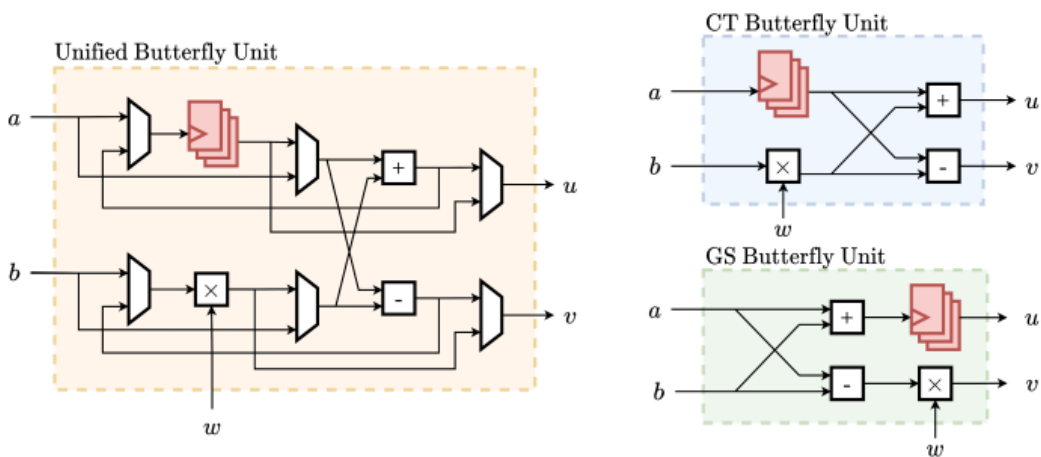 Unified Butterfly Unit
a
b
+
×
-
w
u
v
CT Butterfly Unit
a
b
×
w
+
-
u
v
GS Butterfly Unit
a
b
+
-
×
w
u
v